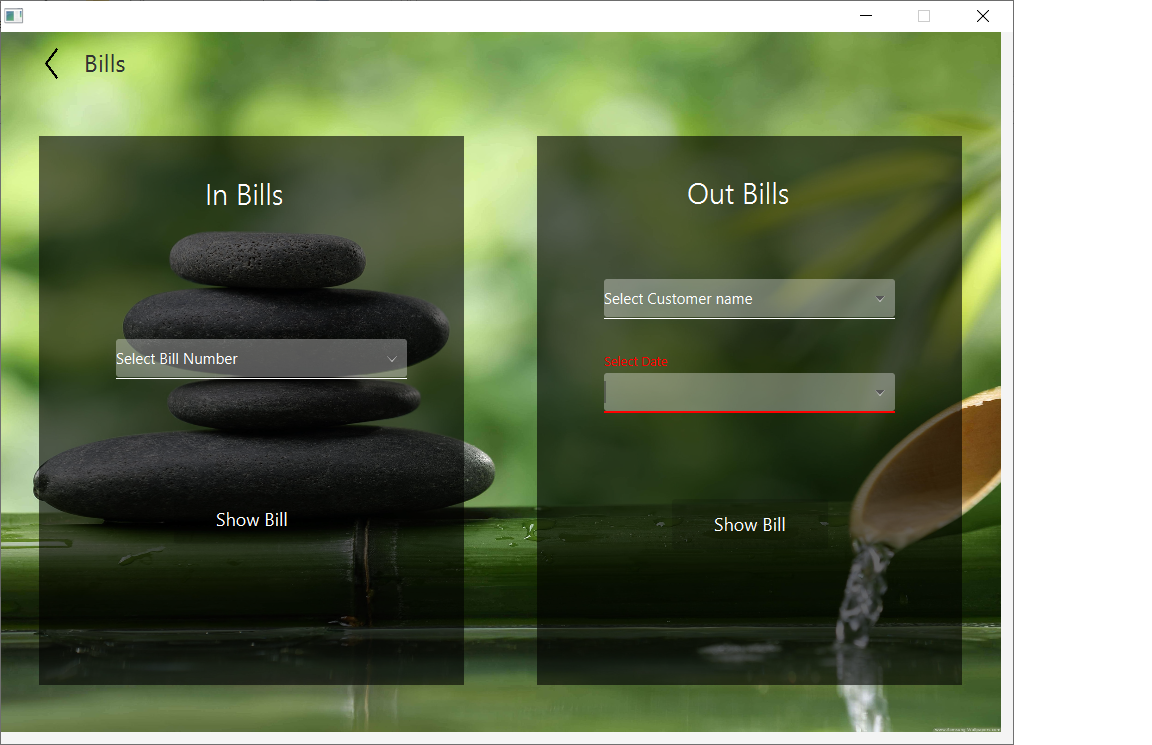 Bills
In Bills
Select Bill Number
Show Bill
Out Bills
Select Customer name
Select Date
Show Bill